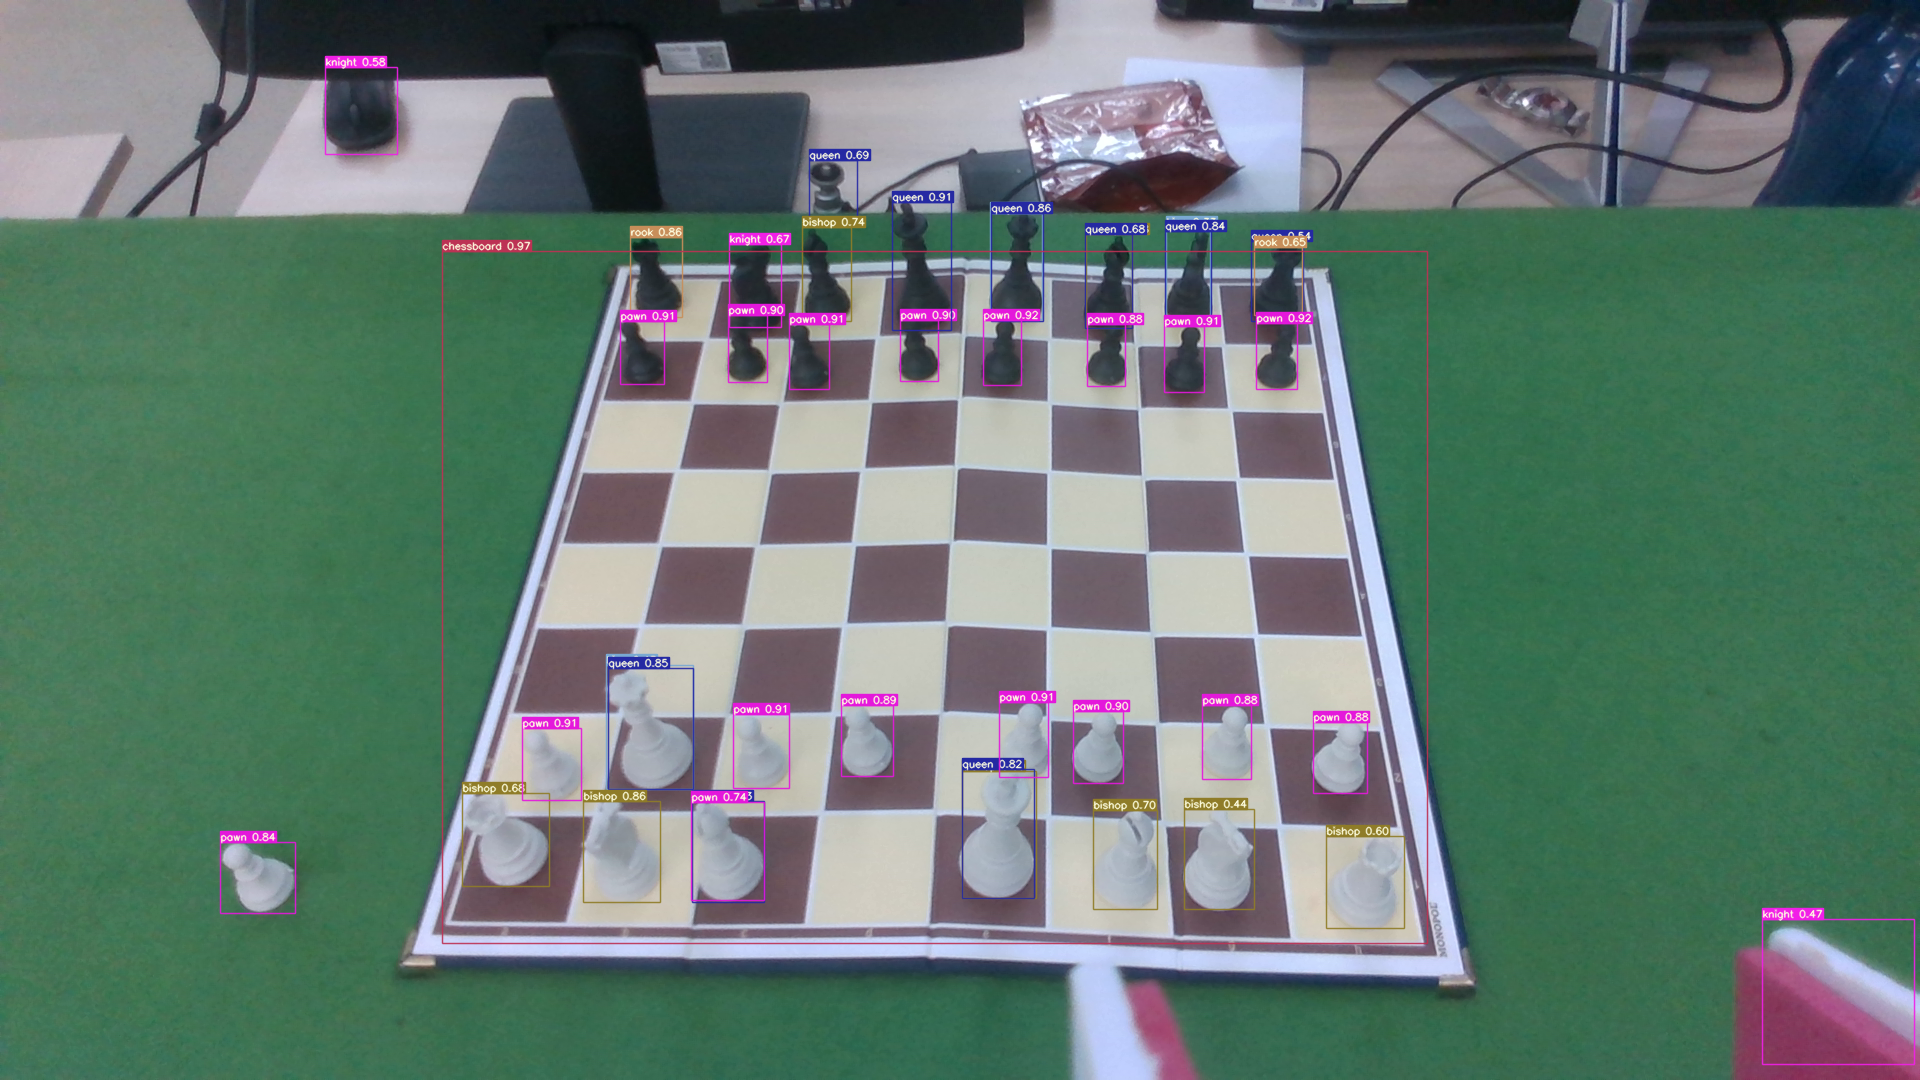 knight 0.58
queen 0.69
queen 0.91
queen 0.86
bishop 0.74
queen 0.68
queen 0.84
rook 0.86
knight 0.67
rook 0.65
chessboard 0.97
pawn 0.91
pawn 0.90
pawn 0.91
pawn 0.90
pawn 0.92
pawn 0.88
pawn 0.91
pawn 0.92
queen 0.85
pawn 0.91
pawn 0.91
pawn 0.89
pawn 0.91
pawn 0.90
pawn 0.88
pawn 0.88
queen 0.82
bishop 0.68
bishop 0.86
pawn 0.74
bishop 0.70
bishop 0.44
bishop 0.60
pawn 0.84
knight 0.47
MONOPOL